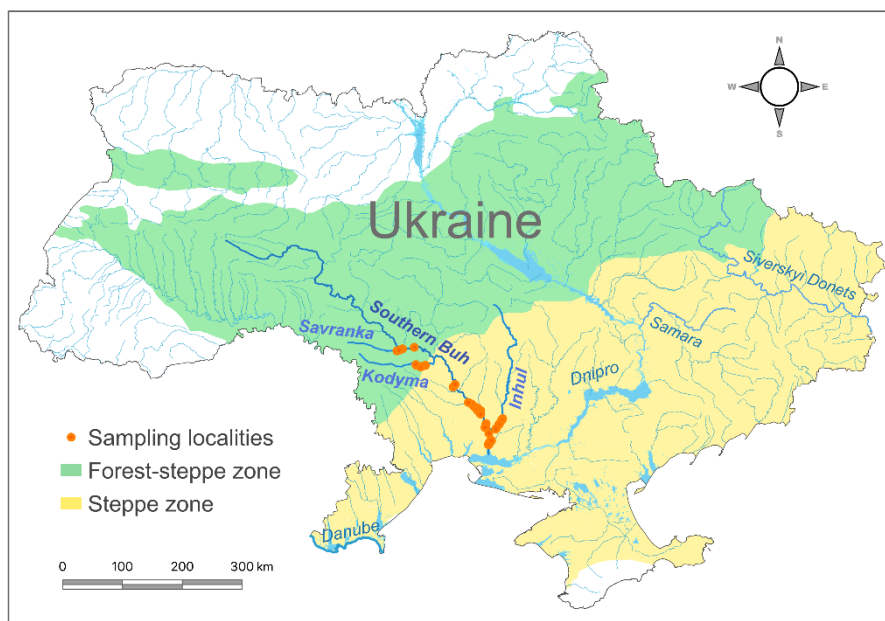 N
W E
S
Ukraine
Siverskyi Donets
Southern Buh
Savranka
Samara
Kodyma
Dnipro
Inhul
Sampling localities
Forest-steppe zone
Steppe zone
Danube
0 100 200 300 km